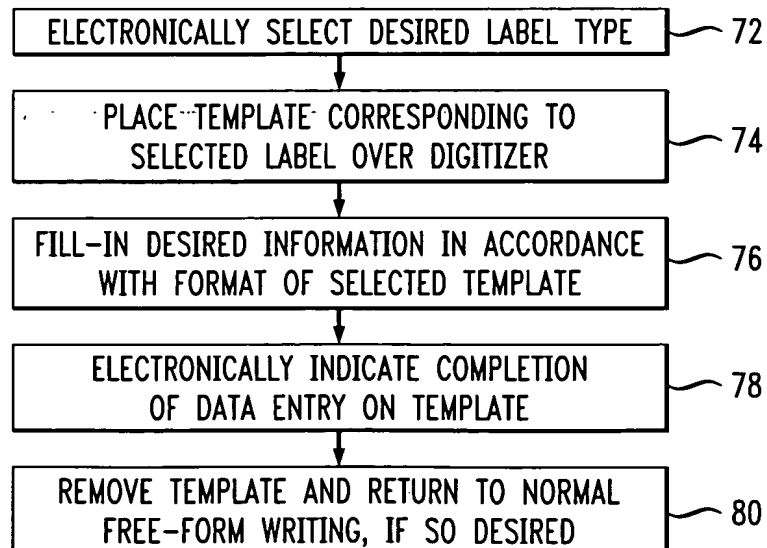 ELECTRONICALLY SELECT DESIRED LABEL TYPE 72
PLACE TEMPLATE CORRESPONDING TO
SELECTED LABEL OVER DIGITIZER
74
FILL-IN DESIRED INFORMATION IN ACCORDANCE
WITH FORMAT OF SELECTED TEMPLATE
76
ELECTRONICALLY INDICATE COMPLETION
OF DATA ENTRY ON TEMPLATE
78
REMOVE TEMPLATE AND RETURN TO NORMAL
FREE-FORM WRITING, IF SO DESIRED
80